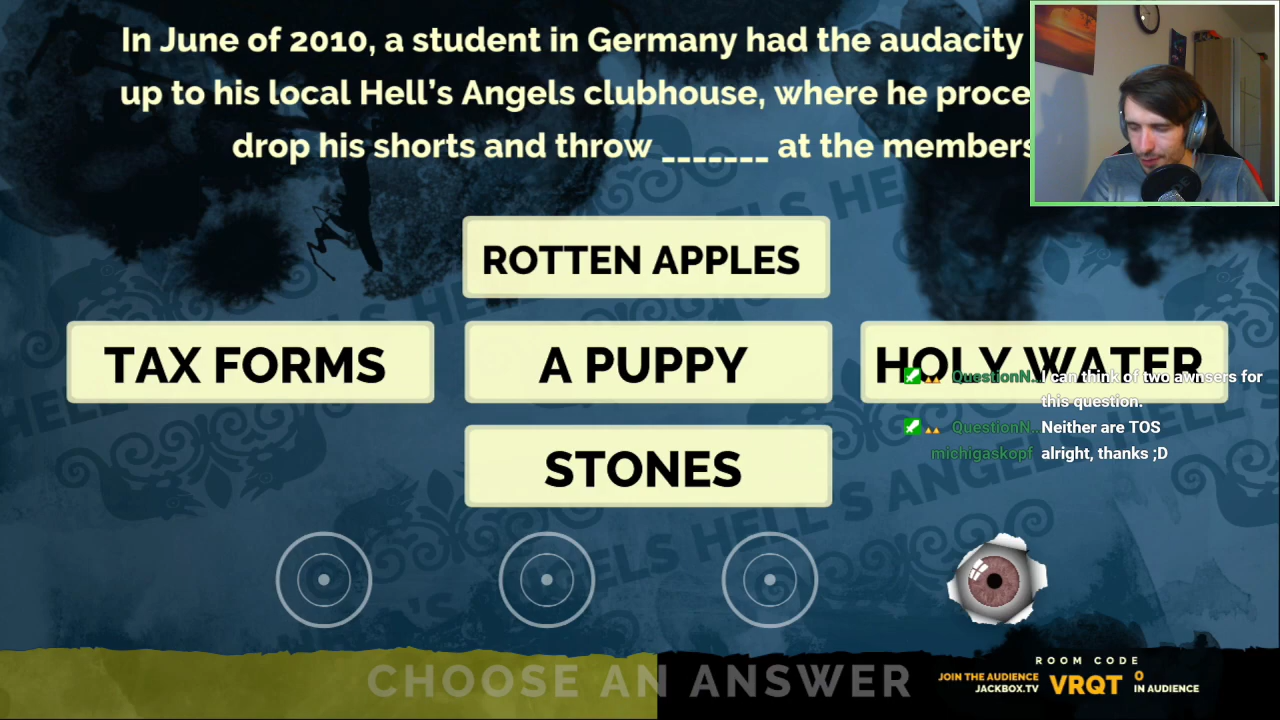 In June of 2010, a student in Germany had the audacity
up to his local Hell's Angels clubhouse, where he proce
drop his shorts and throw _______ at the members
ROTTEN APPLES
TAX FORMS
A PUPPY
HOLY WATER
STONES
QuestionN... I can think of two awnsers for
this question.
QuestionN... Neither are TOS
michigaskopf alright, thanks ;D
CHOOSE AN ANSWER
ROOM CODE
JOIN THE AUDIENCE
JACKBOX.TV
VRQT
0
IN AUDIENCE